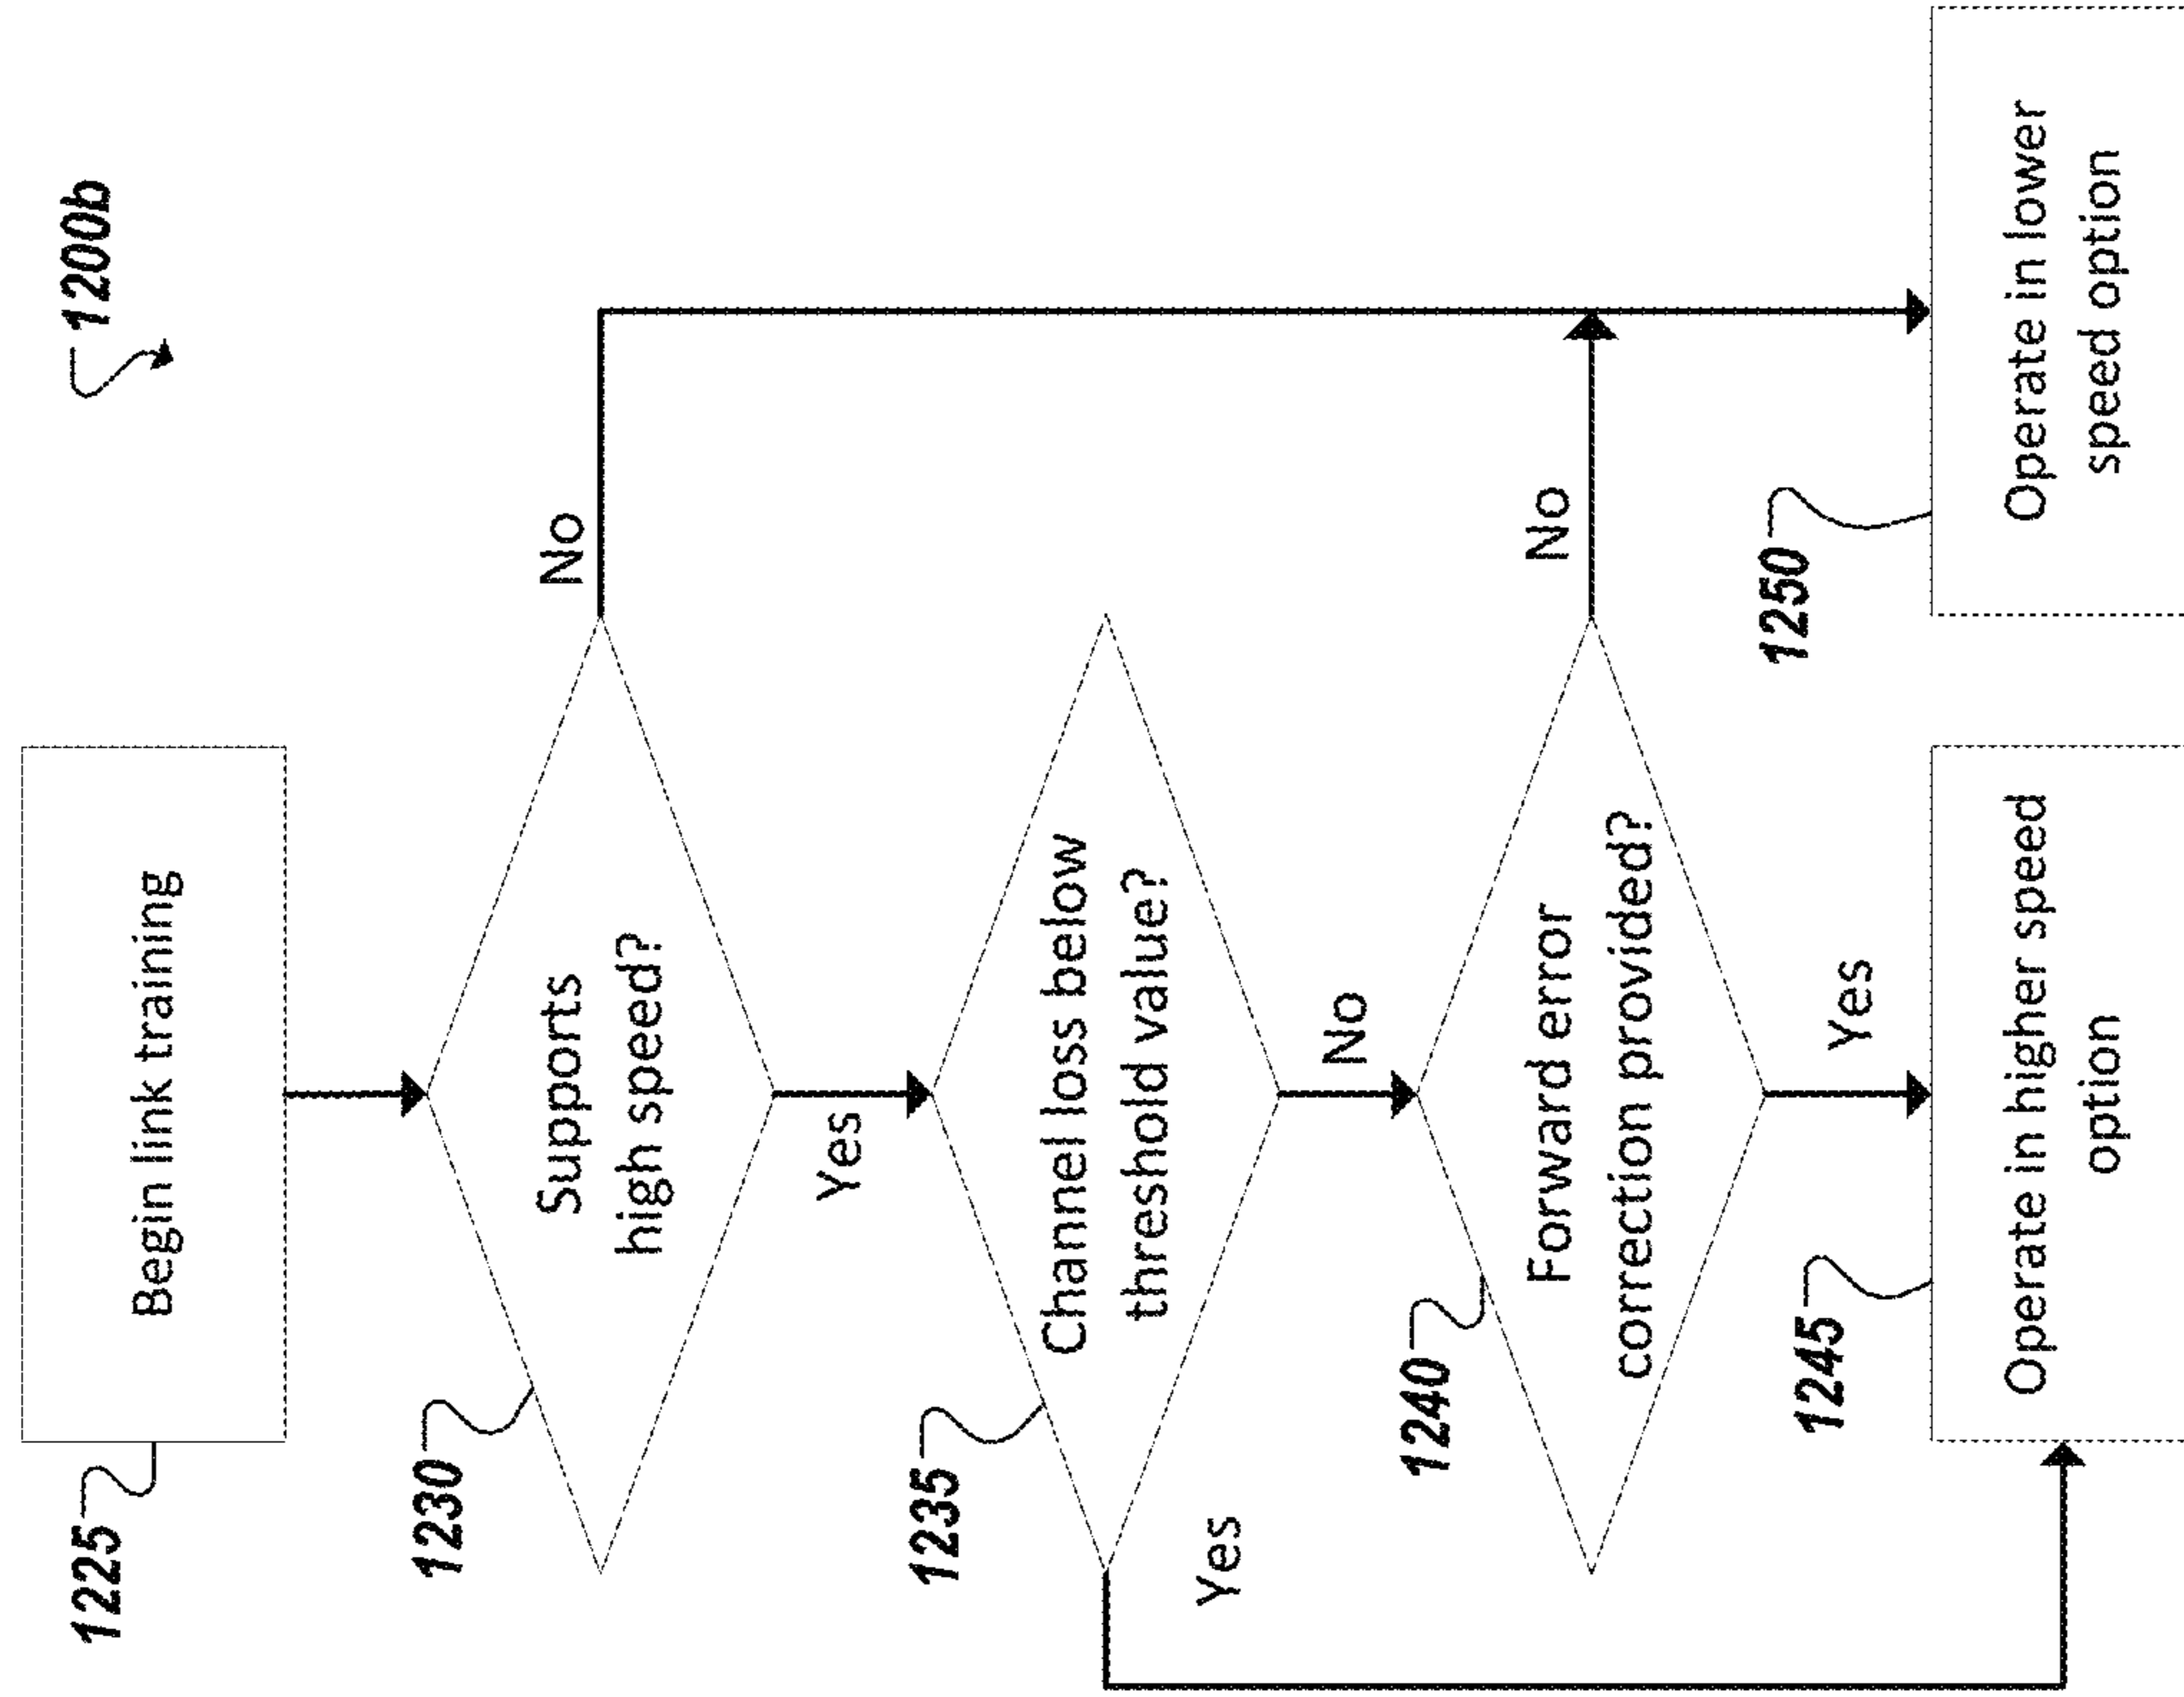 1200b
1225
Begin link training
1230
Supports
high speed?
No
Yes
1235
Channel loss below
threshold value?
Yes
No
1240
Forward error
correction provided?
No
Yes
1245
Operate in higher speed
option
1250
Operate in lower
speed option